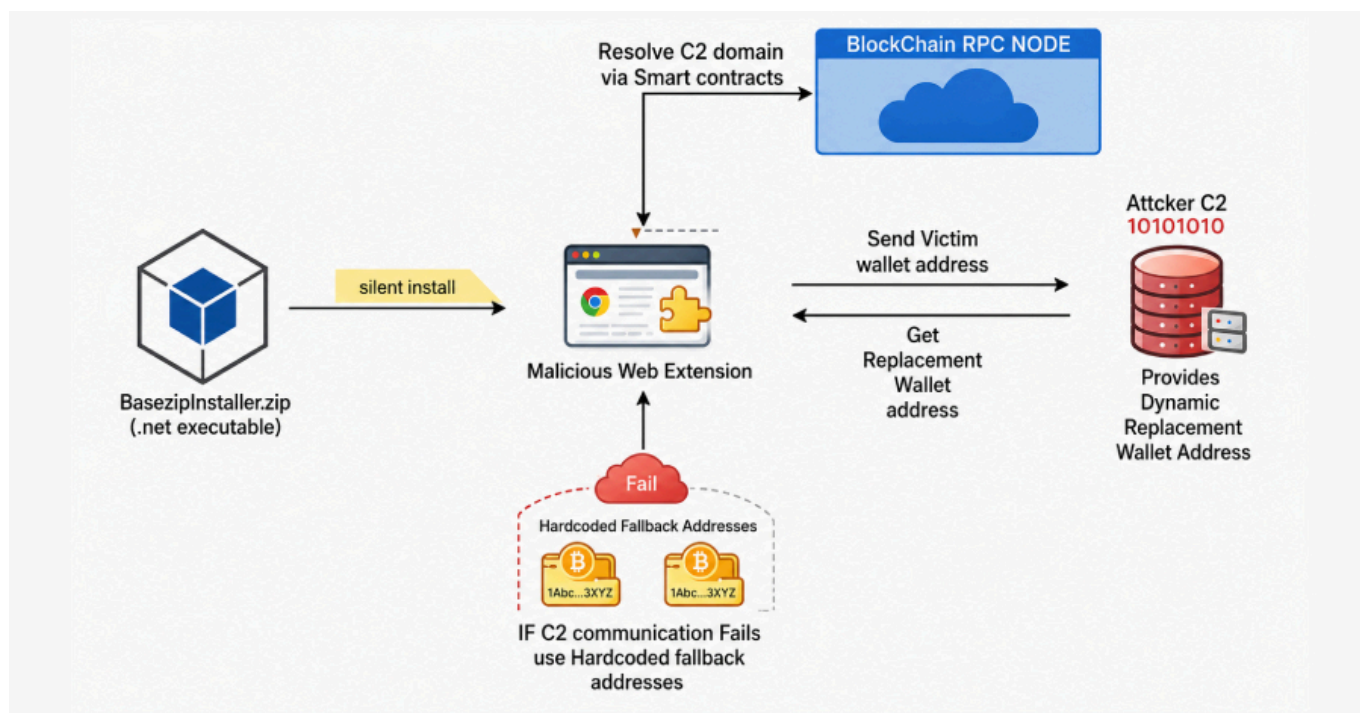 Resolve C2 domain
via Smart contracts
BlockChain RPC NODE
Attcker C2
10101010
Send Victim
wallet address
silent install
Get
Replacement
Wallet
address
Malicious Web Extension
BasezipInstaller.zip
(.net executable)
Provides
Dynamic
Replacement
Wallet Address
Fail
Hardcoded Fallback Addresses
1Abc...3XYZ
1Abc...3XYZ
IF C2 communication Fails
use Hardcoded fallback
addresses